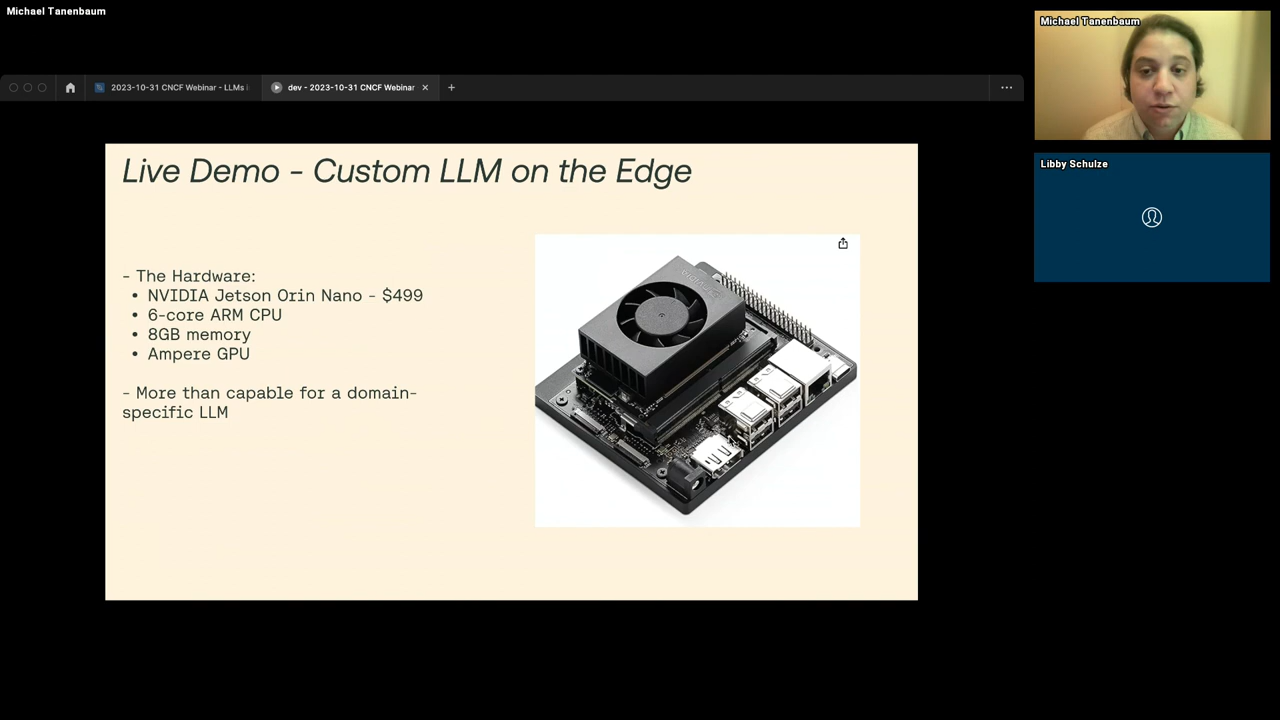 Michael Tanenbaum
Michael Tanenbaum
2023-10-31 CNCF Webinar - LLMs
dev - 2023-10-31 CNCF Webinar
Libby Schulze
Live Demo - Custom LLM on the Edge
- The Hardware:
• NVIDIA Jetson Orin Nano - $499
• 6-core ARM CPU
• 8GB memory
• Ampere GPU
- More than capable for a domain-
specific LLM